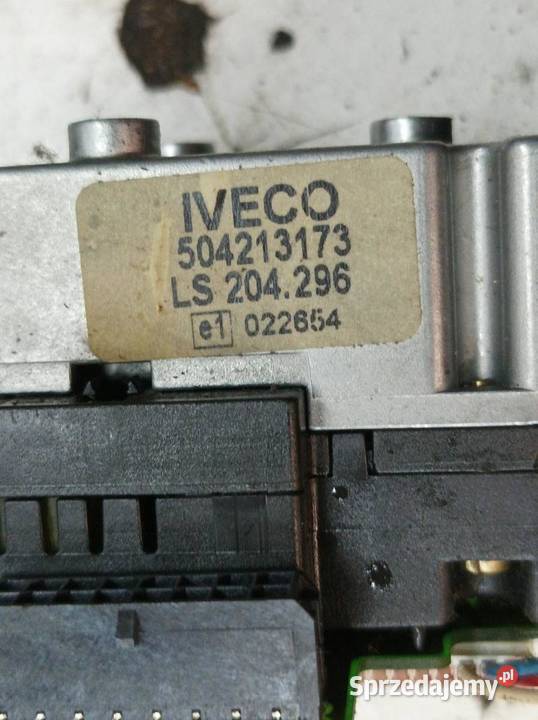 IVECO
504213173
LS 204.296
e1 022654
Sprzedajemy.pl